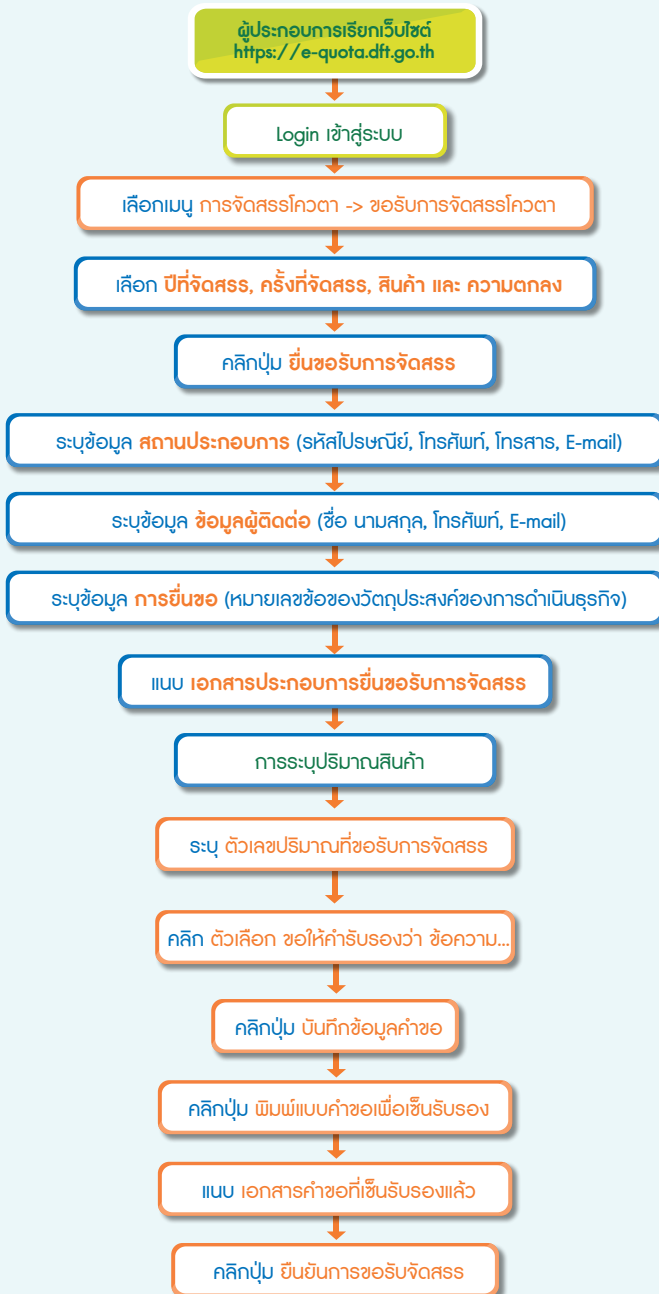 ผู้ประกอบการเรียกเว็บไซต์
https://e-quota.dft.go.th
Login เข้าสู่ระบบ
เลือกเมนู การจัดสรรโควตา -> ขอรับการจัดสรรโควตา
เลือก ปีที่จัดสรร, ครั้งที่จัดสรร, สินค้า และ ความตกลง
คลิกปุ่ม ยื่นขอรับการจัดสรร
ระบุข้อมูล สถานประกอบการ (รหัสไปรษณีย์, โทรศัพท์, โทรสาร, E-mail)
ระบุข้อมูล ข้อมูลผู้ติดต่อ (ชื่อ นามสกุล, โทรศัพท์, E-mail)
ระบุข้อมูล การยื่นขอ (หมายเลขข้อของวัตถุประสงค์ของการดำเนินธุรกิจ)
แนบ เอกสารประกอบการยื่นขอรับการจัดสรร
การระบุปริมาณสินค้า
ระบุ ตัวเลขปริมาณที่ขอรับการจัดสรร
คลิก ตัวเลือก ขอให้คำรับรองว่า ข้อความ...
คลิกปุ่ม บันทึกข้อมูลคำขอ
คลิกปุ่ม พิมพ์แบบคำขอเพื่อเซ็นรับรอง
แนบ เอกสารคำขอที่เซ็นรับรองแล้ว
คลิกปุ่ม ยืนยันการขอรับจัดสรร